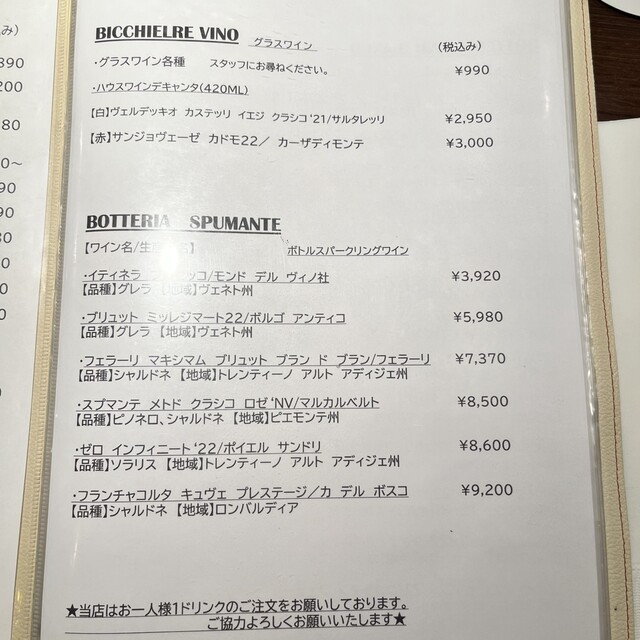 み)
890
200
80
0～
90
90
80
0
0
0
BICCHIELRE VINO グラスワイン (税込み)
・グラスワイン各種 スタッフにお尋ねください。 ¥990
・ハウスワインデキャンタ(420ML)
【白】ヴェルデッキオ カステッリ イエジ クラシコ‘21/サルタレッリ ¥2,950
【赤】サンジョヴェーゼ カドモ22／ カーザディモンテ ¥3,000
BOTTERIA SPUMANTE
【ワイン名/生 名】 ボトルスパークリングワイン
・イティネラ プ ッコ/モンド デル ヴィノ社 ¥3,920
【品種】グレラ 【地域】ヴェネト州
・ブリュット ミッレジマート22/ボルゴ アンティコ ¥5,980
【品種】グレラ 【地域】ヴェネト州
・フェラーリ マキシマム ブリュット ブラン ド ブラン/フェラーリ ¥7,370
【品種】シャルドネ 【地域】トレンティーノ アルト アディジェ州
・スプマンテ メトド クラシコ ロゼ‘NV/マルカルベルト ¥8,500
【品種】ピノネロ、シャルドネ 【地域】ピエモンテ州
・ゼロ インフィニート‘22/ポイエル サンドリ ¥8,600
【品種】ソラリス 【地域】トレンティーノ アルト アディジェ州
・フランチャコルタ キュヴェ プレステージ／カ デル ボスコ ¥9,200
【品種】シャルドネ 【地域】ロンバルディア
★当店はお一人様1ドリンクのご注文をお願いしております。
ご協力よろしくお願いいたします★